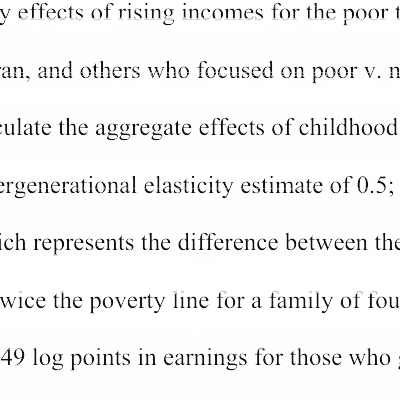 y effects of rising incomes for the poor t
ran, and others who focused on poor v. n
culate the aggregate effects of childhood
ergenerational elasticity estimate of 0.5;
ich represents the difference between the
wice the poverty line for a family of fou
49 log points in earnings for those who g